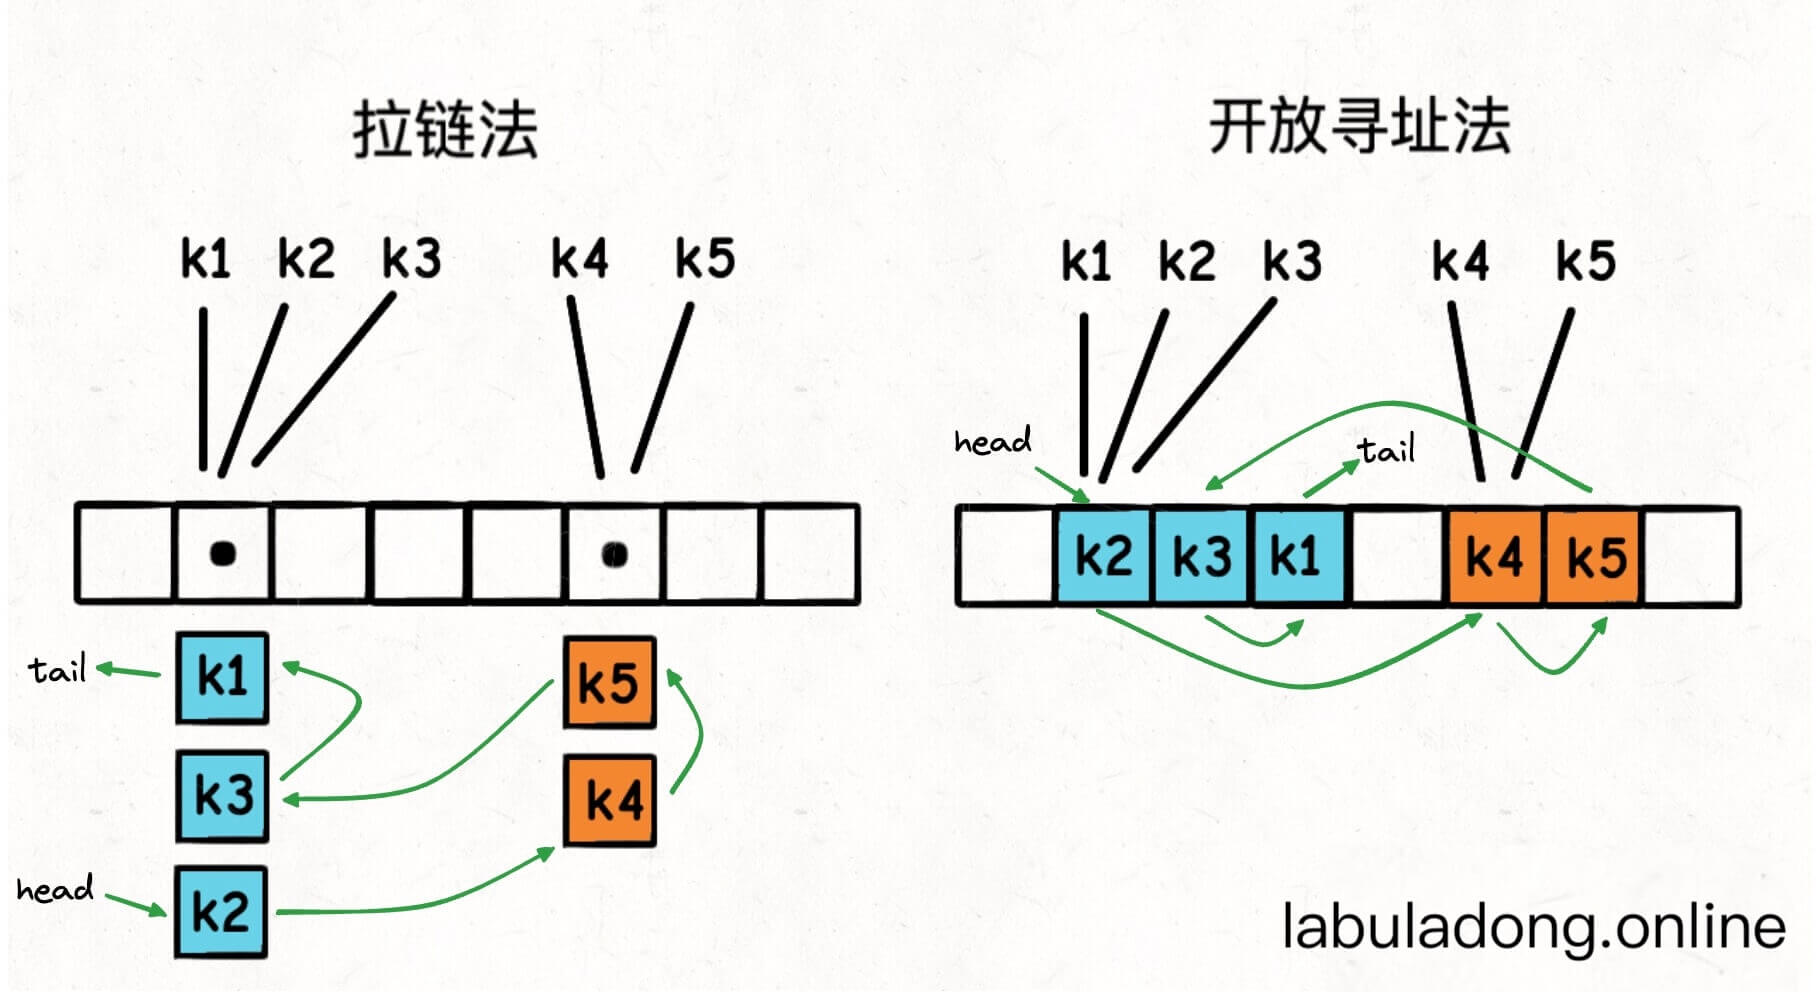 拉链法
k1 k2 k3 k4 k5
tail
k1
k5
k3
k4
head
k2
开放寻址法
k1 k2 k3 k4 k5
head
tail
k2 k3 k1 k4 k5
labuladong.online